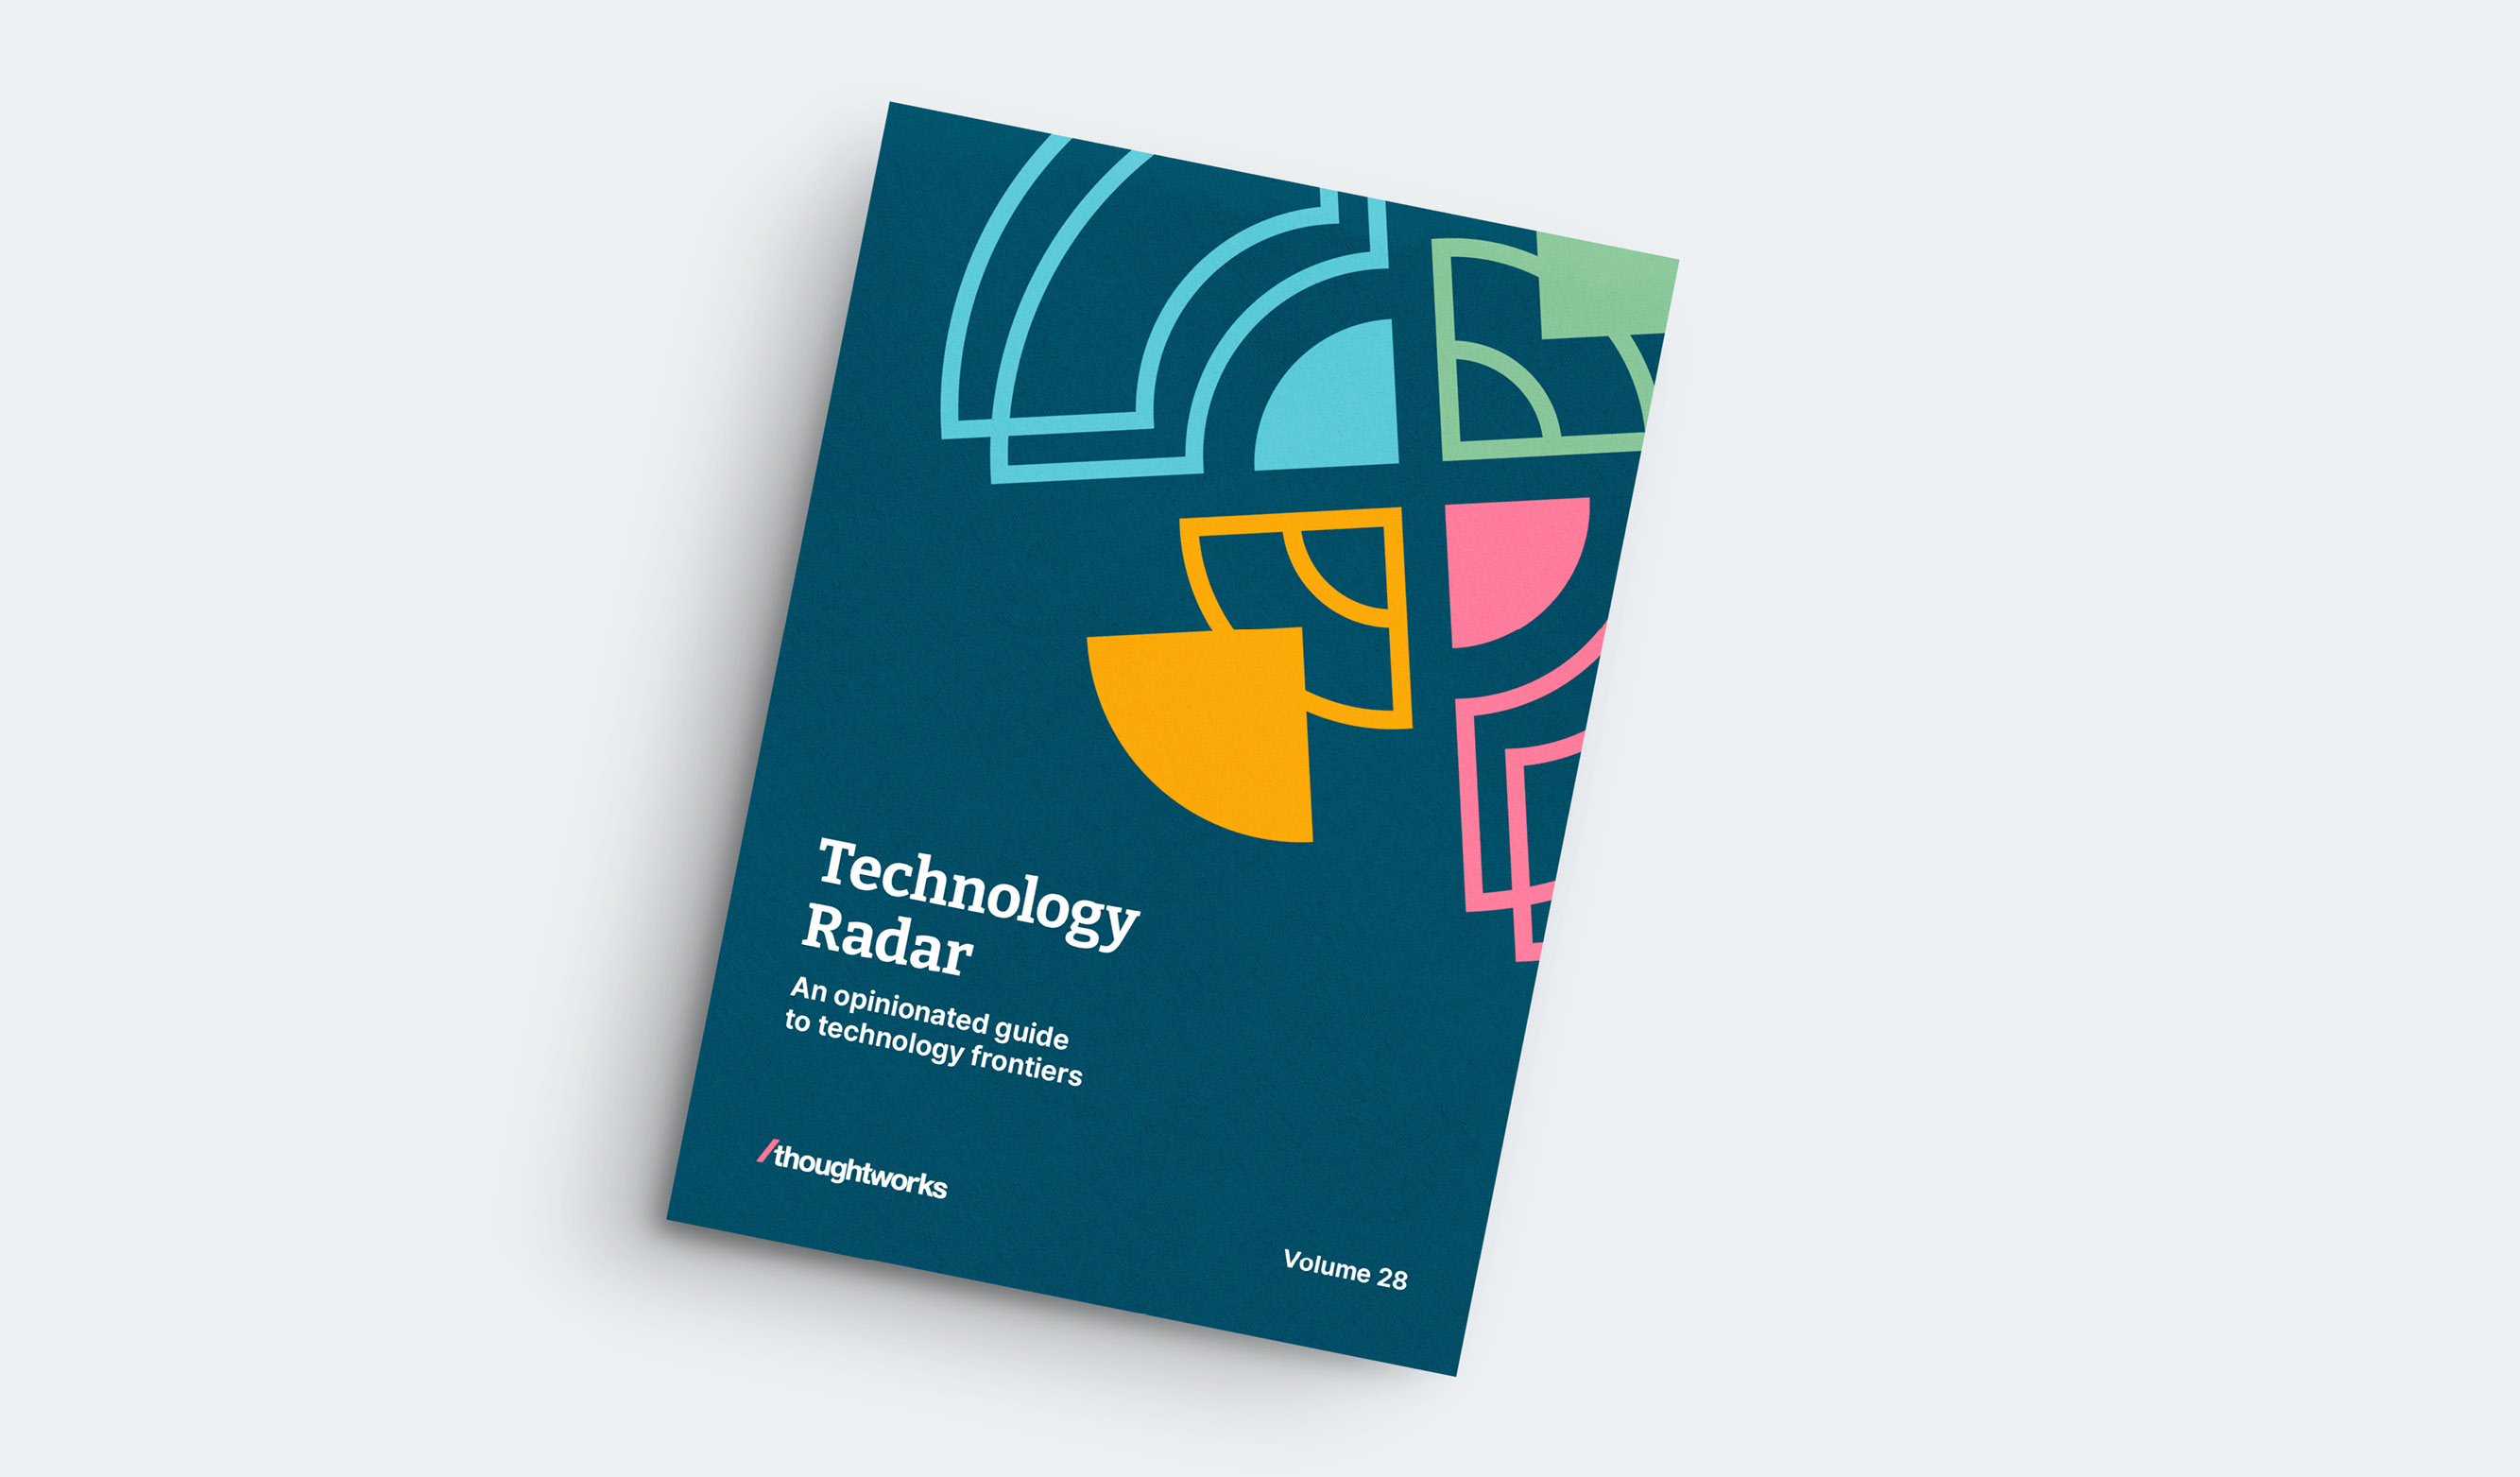 Technology
Radar
An opinionated guide
to technology frontiers
/thoughtworks
Volume 28